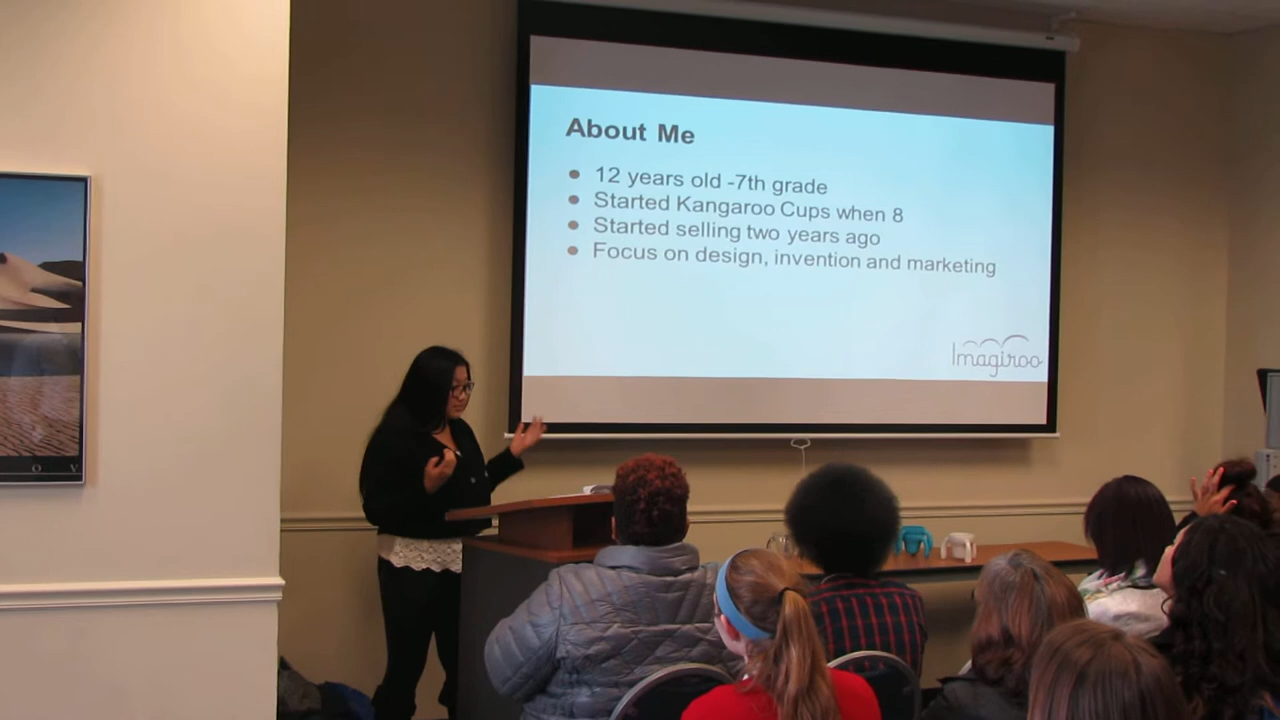 About Me
12 years old -7th grade
Started Kangaroo Cups when 8
Started selling two years ago
Focus on design, invention and marketing
Imagiroo
O V